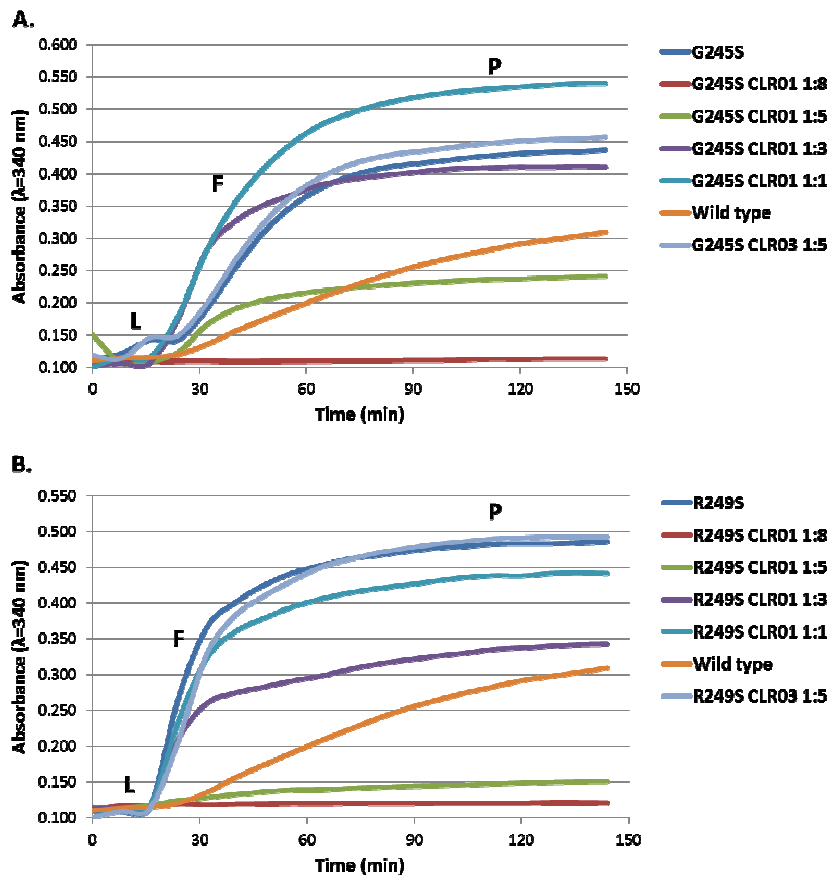 A.
0.600
0.550
0.500
0.450
0.400
0.350
0.300
0.250
0.200
0.150
0.100
Absorbance (λ=340 nm)
L
F
P
0
30
60
90
120
150
Time (min)
G245S
G245S CLR01 1:8
G245S CLR01 1:5
G245S CLR01 1:3
G245S CLR01 1:1
Wild type
G245S CLR03 1:5
B.
0.550
0.500
0.450
0.400
0.350
0.300
0.250
0.200
0.150
0.100
Absorbance (λ=340 nm)
L
F
P
0
30
60
90
120
150
Time (min)
R249S
R249S CLR01 1:8
R249S CLR01 1:5
R249S CLR01 1:3
R249S CLR01 1:1
Wild type
R249S CLR03 1:5